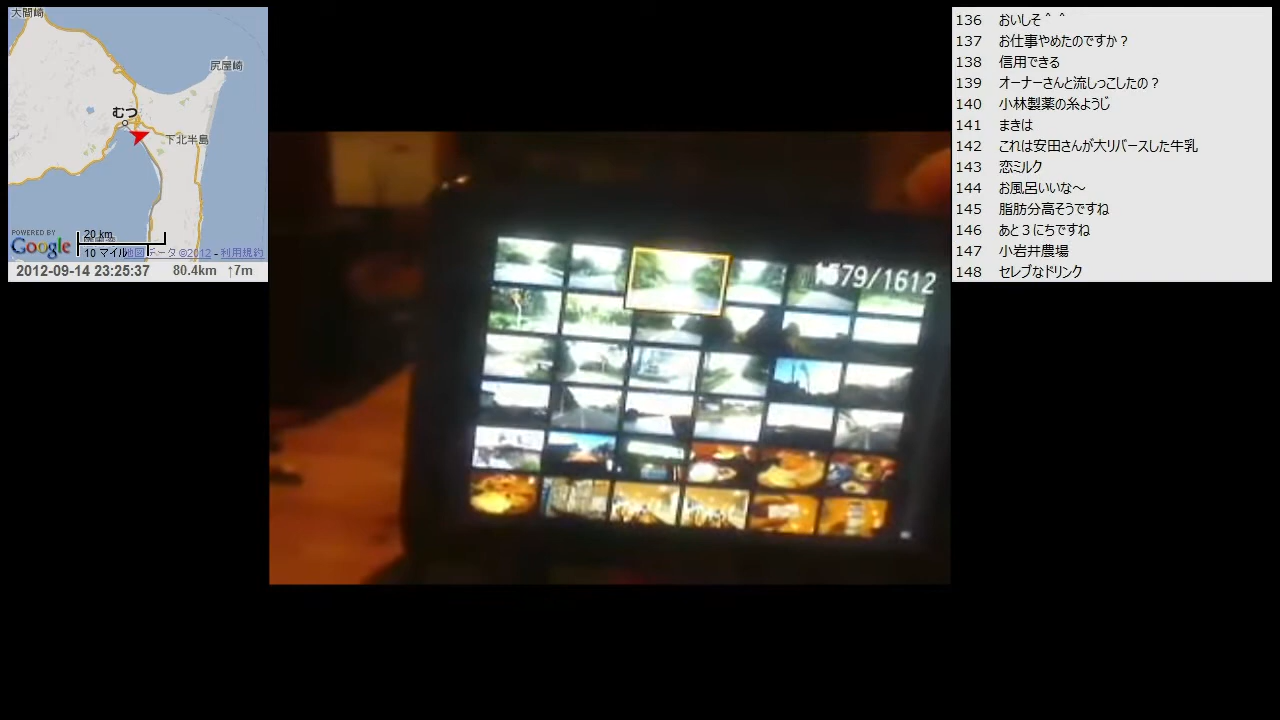 大間崎
尻屋崎
むつ
下北半島
POWERED BY
Google
20 km
10 マイル
地図データ ©2012 - 利用規約
2012-09-14 23:25:37 80.4km ↑7m
1579/1612
136 おいしそ＾＾
137 お仕事やめたのですか？
138 信用できる
139 オーナーさんと流しっこしたの？
140 小林製薬の糸ようじ
141 まきは
142 これは安田さんが大リバースした牛乳
143 恋ミルク
144 お風呂いいな～
145 脂肪分高そうですね
146 あと３にちですね
147 小岩井農場
148 セレブなドリンク